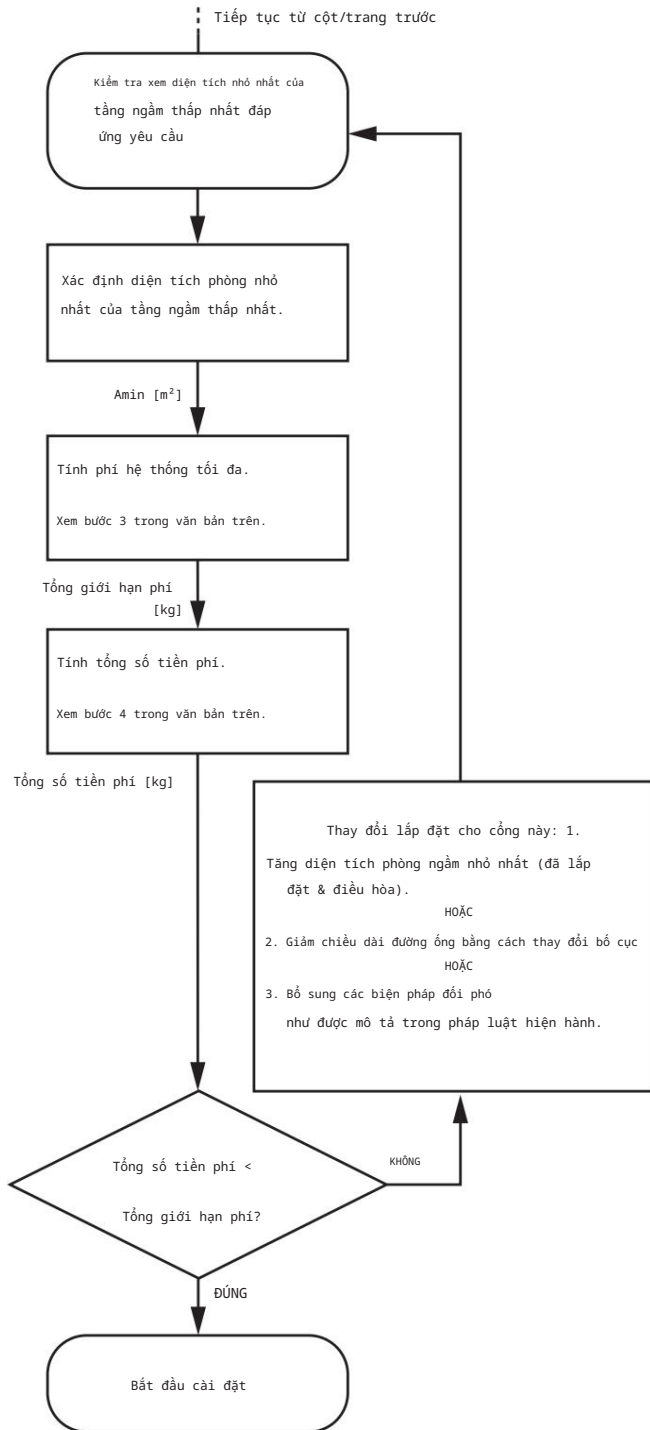 Tiếp tục từ cột/trang trước
Kiểm tra xem diện tích nhỏ nhất của
tầng ngầm thấp nhất đáp
ứng yêu cầu
Xác định diện tích phòng nhỏ
nhất của tầng ngầm thấp nhất.
Amin [m²]
Tính phí hệ thống tối đa.
Xem bước 3 trong văn bản trên.
Tổng giới hạn phí
[kg]
Tính tổng số tiền phí.
Xem bước 4 trong văn bản trên.
Tổng số tiền phí [kg]
Thay đổi lắp đặt cho cổng này: 1.
Tăng diện tích phòng ngầm nhỏ nhất (đã lắp
đặt & điều hòa).
HOẶC
2. Giảm chiều dài đường ống bằng cách thay đổi bố cục
HOẶC
3. Bổ sung các biện pháp đối phó
như được mô tả trong pháp luật hiện hành.
Tổng số tiền phí <
Tổng giới hạn phí?
KHÔNG
ĐÚNG
Bắt đầu cài đặt